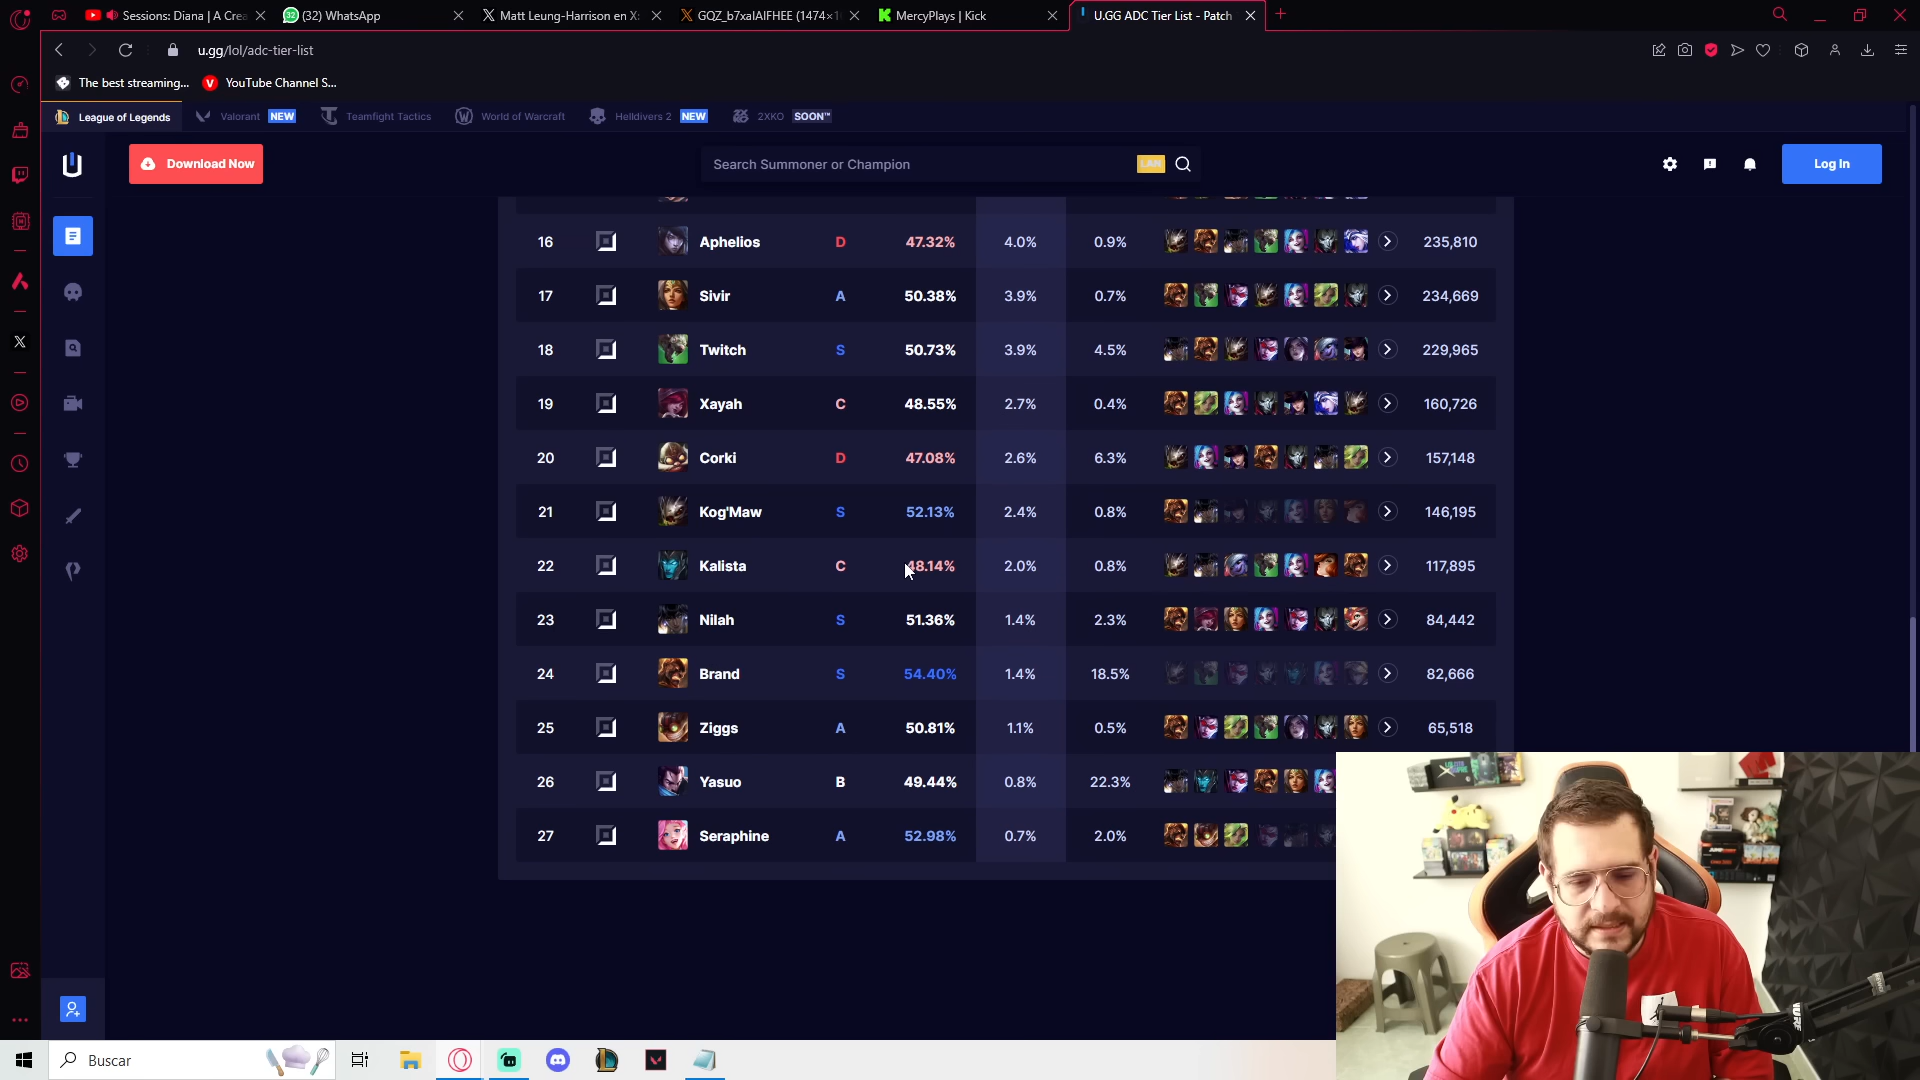 Sessions: Diana | A Crea
(32) WhatsApp
Matt Leung-Harrison en X:
GQZ_b7xaIAIFHEE (1474×1
MercyPlays | Kick
U.GG ADC Tier List - Patch
u.gg/lol/adc-tier-list
The best streaming...
YouTube Channel S...
League of Legends
Valorant NEW
Teamfight Tactics
World of Warcraft
Helldivers 2 NEW
2XKO SOON™
Download Now
Search Summoner or Champion
LAN
Log In
16 Aphelios D 47.32% 4.0% 0.9% 235,810
17 Sivir A 50.38% 3.9% 0.7% 234,669
18 Twitch S 50.73% 3.9% 4.5% 229,965
19 Xayah C 48.55% 2.7% 0.4% 160,726
20 Corki D 47.08% 2.6% 6.3% 157,148
21 Kog'Maw S 52.13% 2.4% 0.8% 146,195
22 Kalista C 48.14% 2.0% 0.8% 117,895
23 Nilah S 51.36% 1.4% 2.3% 84,442
24 Brand S 54.40% 1.4% 18.5% 82,666
25 Ziggs A 50.81% 1.1% 0.5% 65,518
26 Yasuo B 49.44% 0.8% 22.3%
27 Seraphine A 52.98% 0.7% 2.0%
Buscar